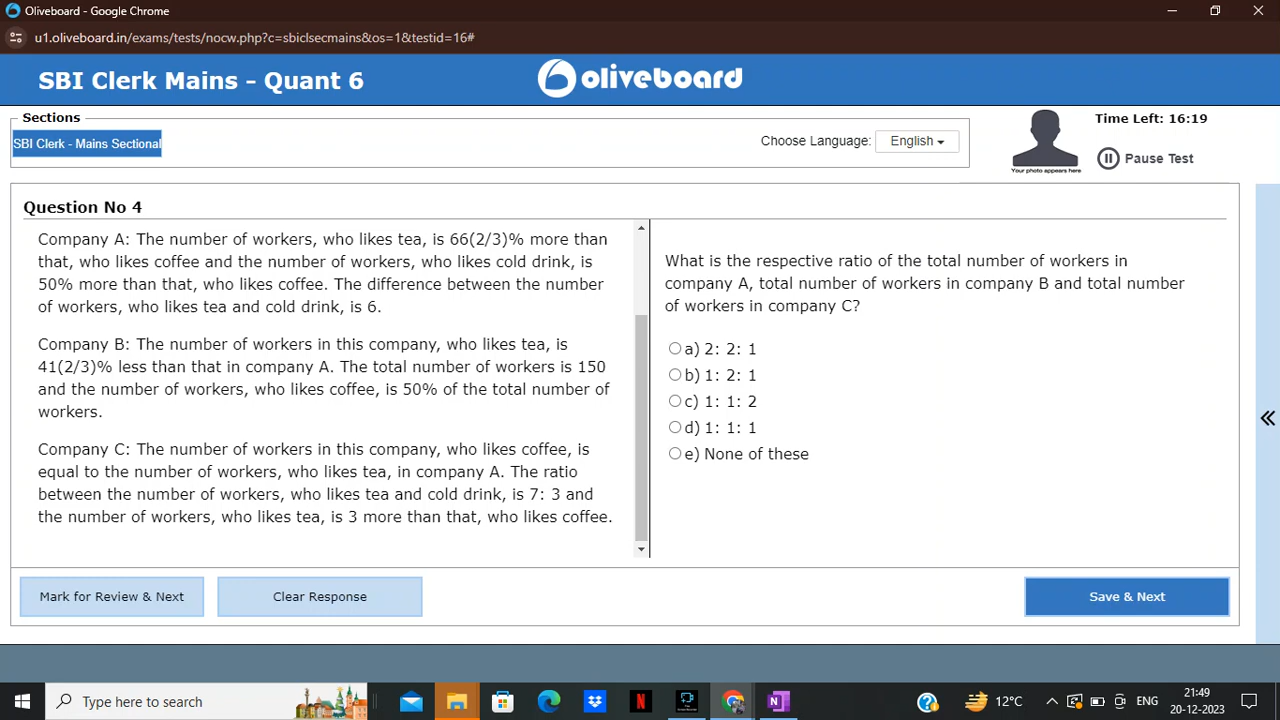 Oliveboard - Google Chrome
u1.oliveboard.in/exams/tests/nocw.php?c=sbiclsecmains&os=1&testid=16#
SBI Clerk Mains - Quant 6
oliveboard
Sections
SBI Clerk - Mains Sectional
Choose Language:
English
Your photo appears here
Time Left: 16:19
Pause Test
Question No 4
Company A: The number of workers, who likes tea, is 66(2/3)% more than
that, who likes coffee and the number of workers, who likes cold drink, is
50% more than that, who likes coffee. The difference between the number
of workers, who likes tea and cold drink, is 6.
Company B: The number of workers in this company, who likes tea, is
41(2/3)% less than that in company A. The total number of workers is 150
and the number of workers, who likes coffee, is 50% of the total number of
workers.
Company C: The number of workers in this company, who likes coffee, is
equal to the number of workers, who likes tea, in company A. The ratio
between the number of workers, who likes tea and cold drink, is 7: 3 and
the number of workers, who likes tea, is 3 more than that, who likes coffee.
What is the respective ratio of the total number of workers in
company A, total number of workers in company B and total number
of workers in company C?
a) 2: 2: 1
b) 1: 2: 1
c) 1: 1: 2
d) 1: 1: 1
e) None of these
Mark for Review & Next
Clear Response
Save & Next
Type here to search
12°C
ENG
21:49
20-12-2023